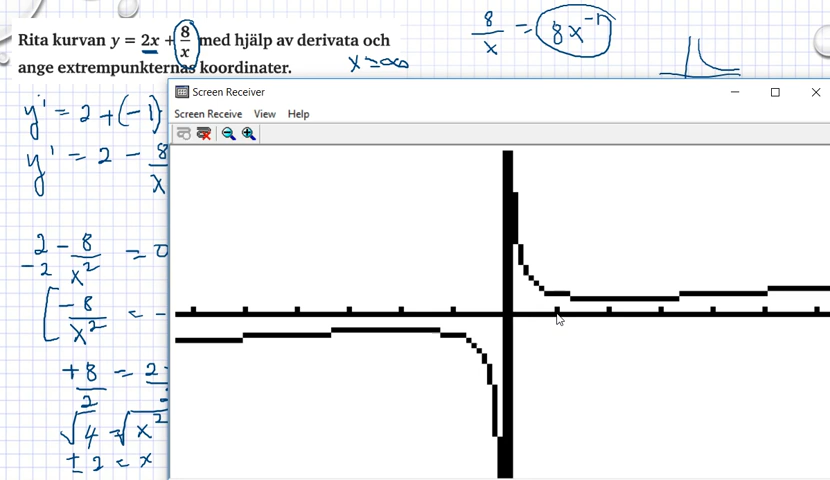 Rita kurvan y = 2x + 8/x med hjälp av derivata och
ange extrempunkternas koordinater.
8/x = 8x⁻¹
x = ∞
y' = 2 + (-1)
y' = 2 - 8/x
2 - 8/x² = 0
-2
[ -8/x² = -
+8/2 = 2
√4 = √x²
± 2 = x
Screen Receiver
Screen Receive View Help